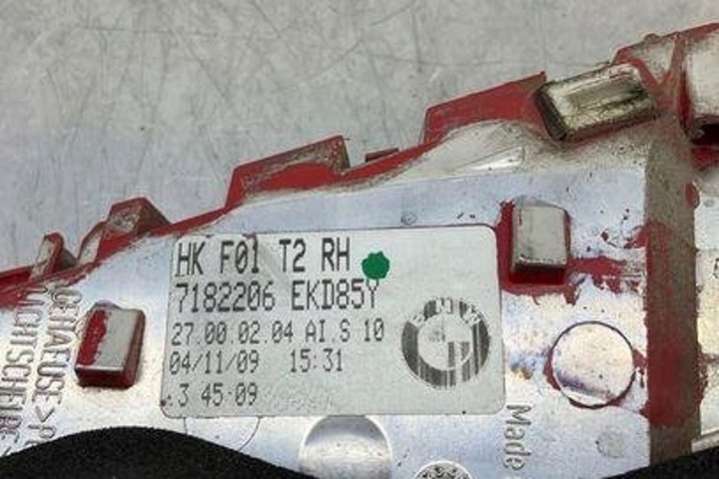 HK F01 T2 RH
7182206 EKD85Y
27.00.02.04 AI.S 10
04/11/09 15:31
3 45-09
BMW
Made